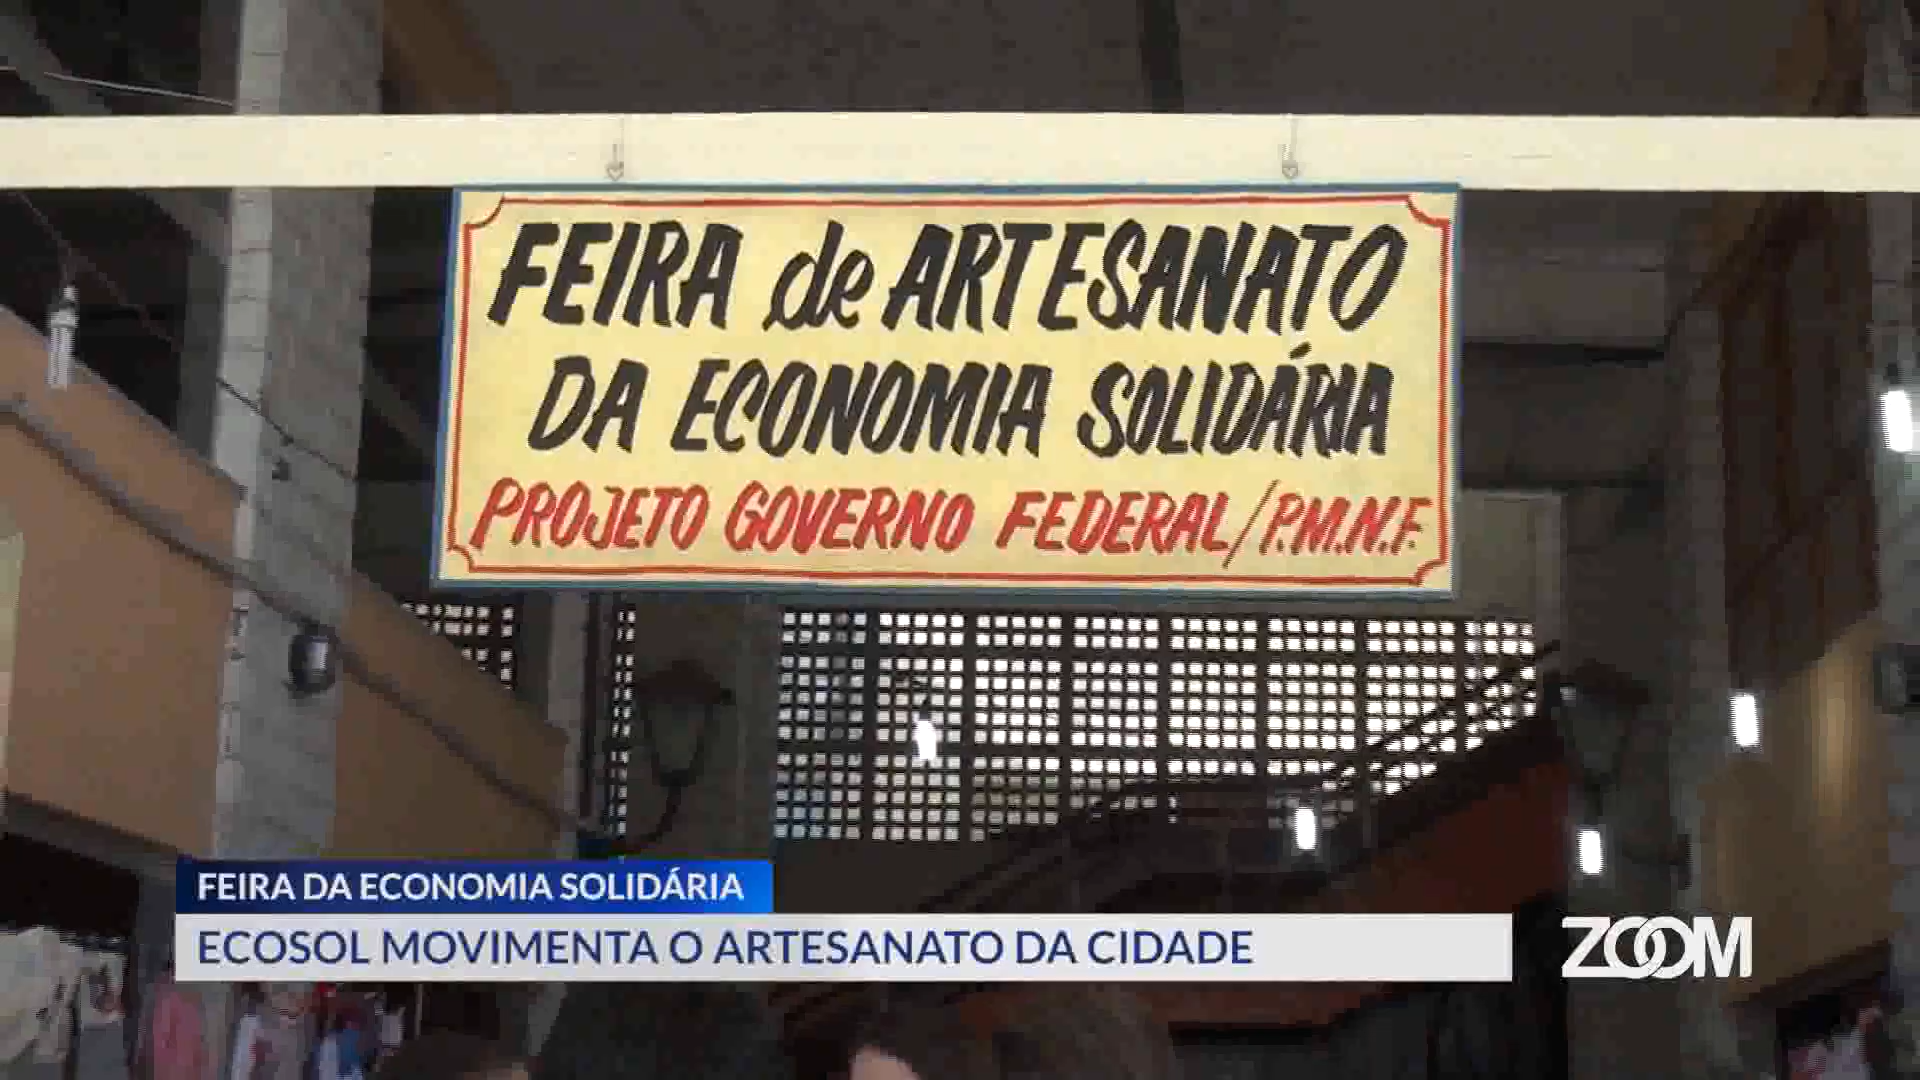 FEIRA de ARTESANATO
DA ECONOMIA SOLIDÁRIA
PROJETO GOVERNO FEDERAL/P.M.N.F.
FEIRA DA ECONOMIA SOLIDÁRIA
ECOSOL MOVIMENTA O ARTESANATO DA CIDADE
ZOOM